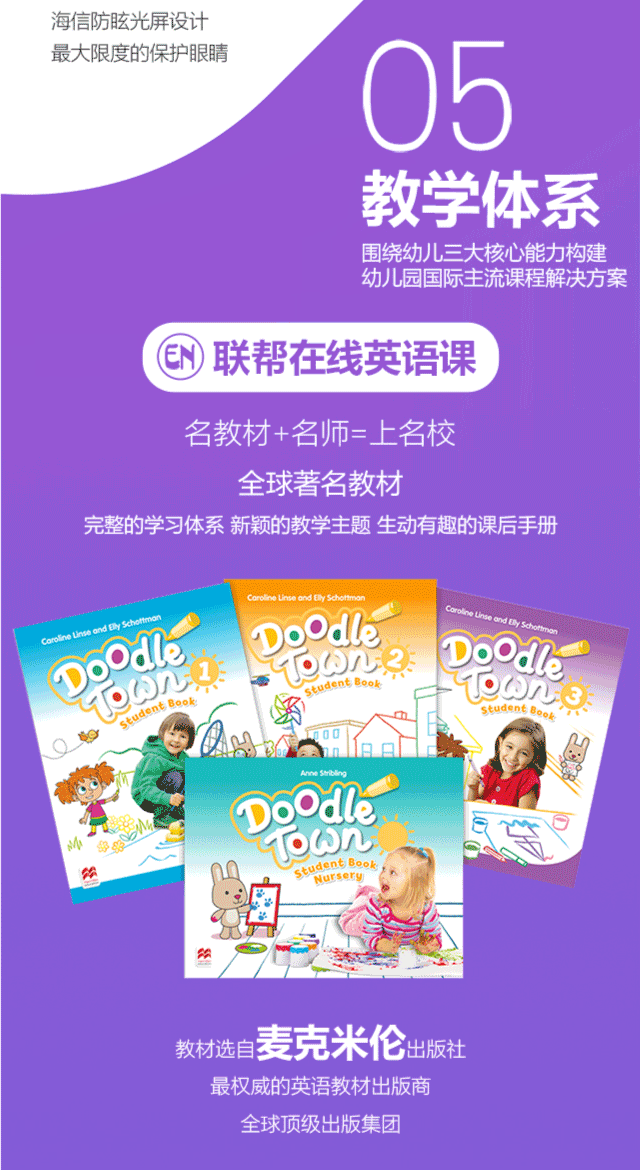 海信防眩光屏设计
最大限度的保护眼睛
05
教学体系
围绕幼儿三大核心能力构建
幼儿园国际主流课程解决方案
EN 联帮在线英语课
名教材+名师=上名校
全球著名教材
完整的学习体系 新颖的教学主题 生动有趣的课后手册
Caroline Linse and Elly Schottman
Doodle
Town
1
Student Book
Caroline Linse and Elly Schottman
Doodle
Town
2
Student Book
Caroline Linse and Elly Schottman
Doodle
Town
3
Student Book
Anne Stribling
Doodle
Town
Student Book
Nursery
教材选自麦克米伦出版社
最权威的英语教材出版商
全球顶级出版集团